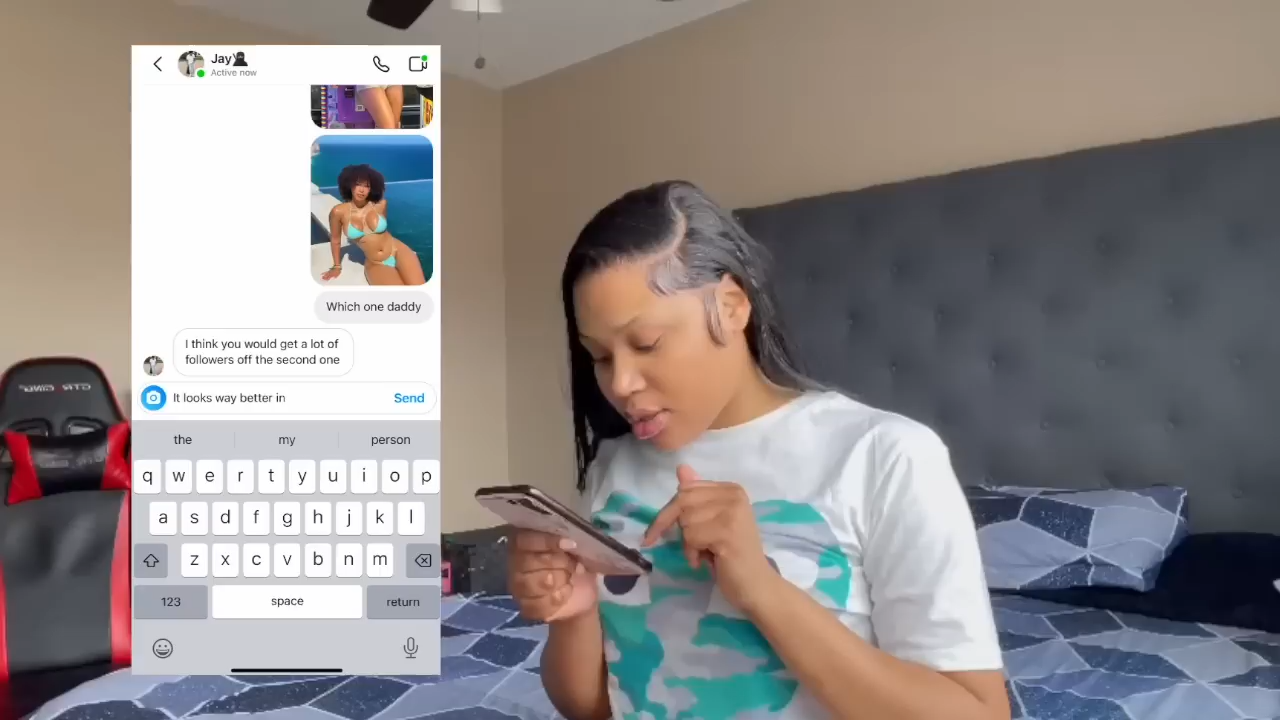 Jay
Active now
Which one daddy
I think you would get a lot of
followers off the second one
It looks way better in
Send
the
my
person
q w e r t y u i o p
a s d f g h j k l
z x c v b n m
123
space
return